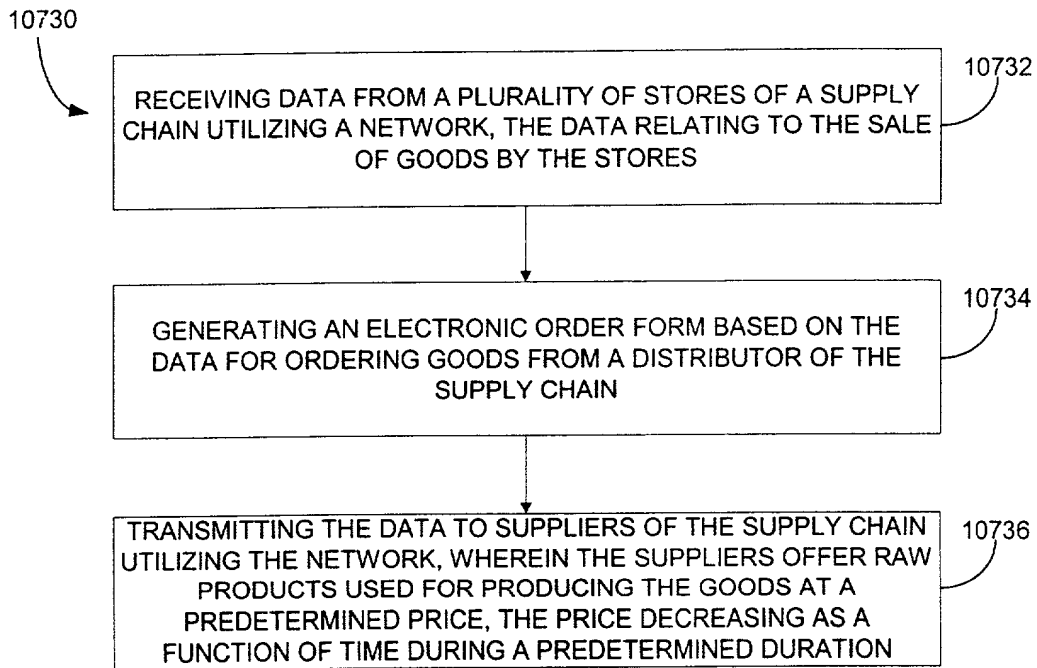 10730
10732
RECEIVING DATA FROM A PLURALITY OF STORES OF A SUPPLY
CHAIN UTILIZING A NETWORK, THE DATA RELATING TO THE SALE
OF GOODS BY THE STORES
10734
GENERATING AN ELECTRONIC ORDER FORM BASED ON THE
DATA FOR ORDERING GOODS FROM A DISTRIBUTOR OF THE
SUPPLY CHAIN
10736
TRANSMITTING THE DATA TO SUPPLIERS OF THE SUPPLY CHAIN
UTILIZING THE NETWORK, WHEREIN THE SUPPLIERS OFFER RAW
PRODUCTS USED FOR PRODUCING THE GOODS AT A
PREDETERMINED PRICE, THE PRICE DECREASING AS A
FUNCTION OF TIME DURING A PREDETERMINED DURATION